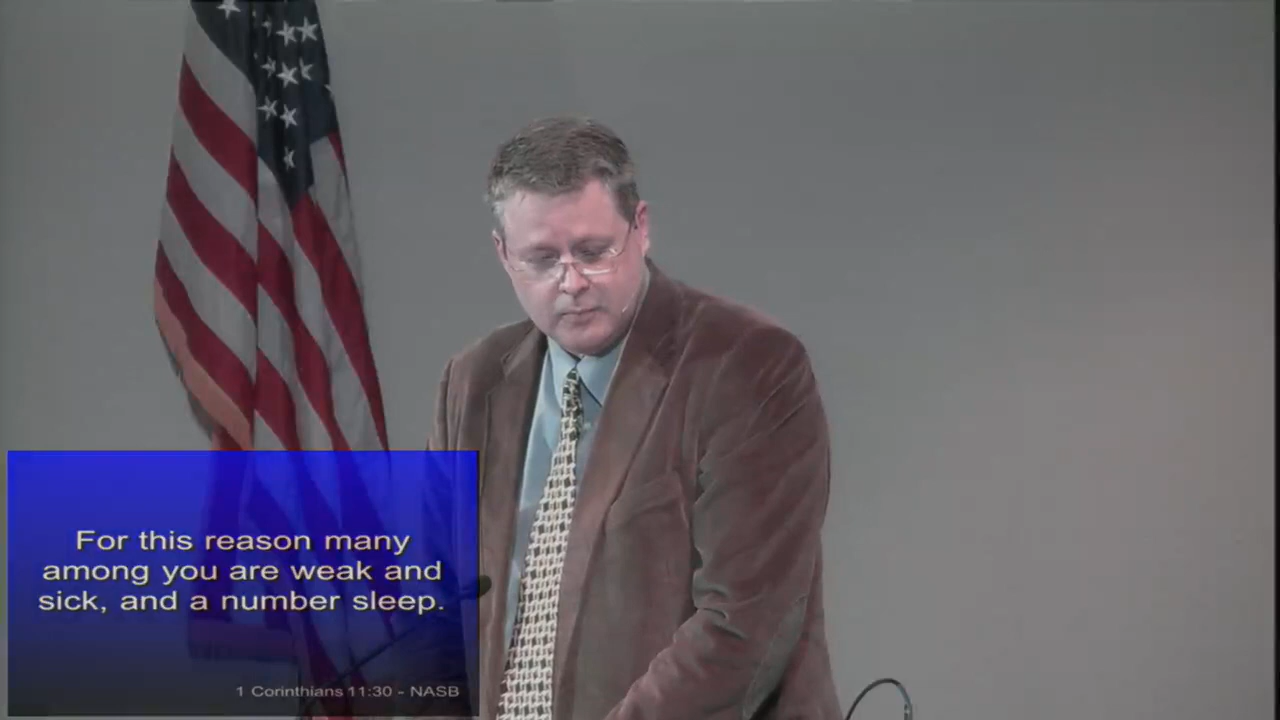 For this reason many
among you are weak and
sick, and a number sleep.
1 Corinthians 11:30 - NASB